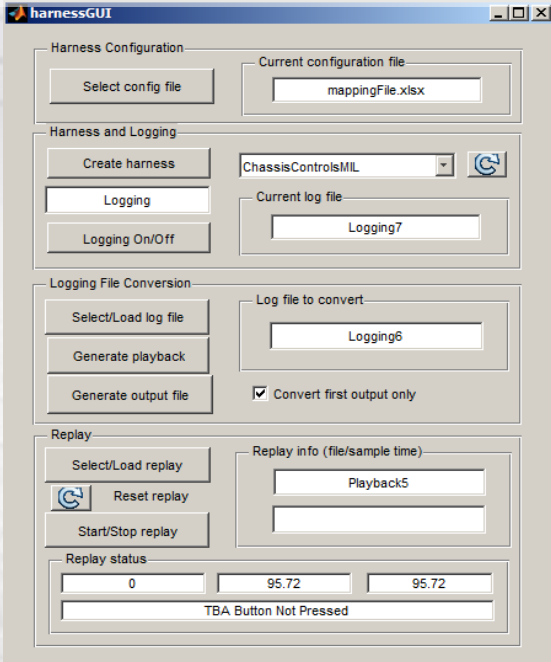 harnessGUI
Harness Configuration
Select config file
Current configuration file
mappingFile.xlsx
Harness and Logging
Create harness
ChassisControlsMIL
Logging
Current log file
Logging7
Logging On/Off
Logging File Conversion
Select/Load log file
Log file to convert
Logging6
Generate playback
Generate output file
Convert first output only
Replay
Select/Load replay
Replay info (file/sample time)
Playback5
Reset replay
Start/Stop replay
Replay status
0 95.72 95.72
TBA Button Not Pressed